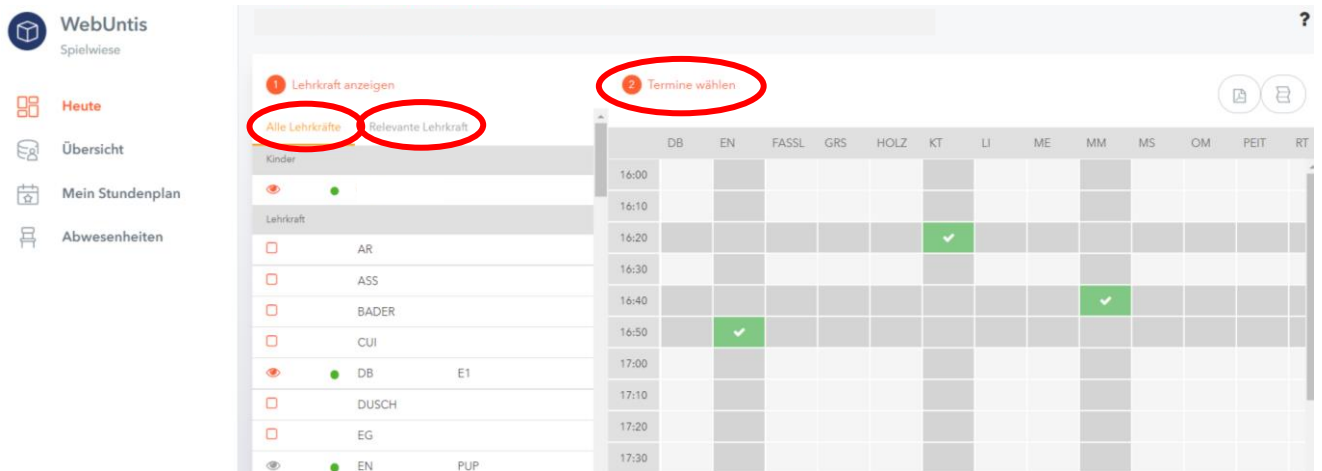 WebUntis
Spielwiese
?
Heute
Übersicht
Mein Stundenplan
Abwesenheiten
1 Lehrkraft anzeigen
Alle Lehrkräfte Relevante Lehrkraft
Kinder
Lehrkraft
AR
ASS
BADER
CUI
DB E1
DUSCH
EG
EN PUP
2 Termine wählen
DB EN FASSL GRS HOLZ KT LI ME MM MS OM PEIT RT
16:00
16:10
16:20
16:30
16:40
16:50
17:00
17:10
17:20
17:30